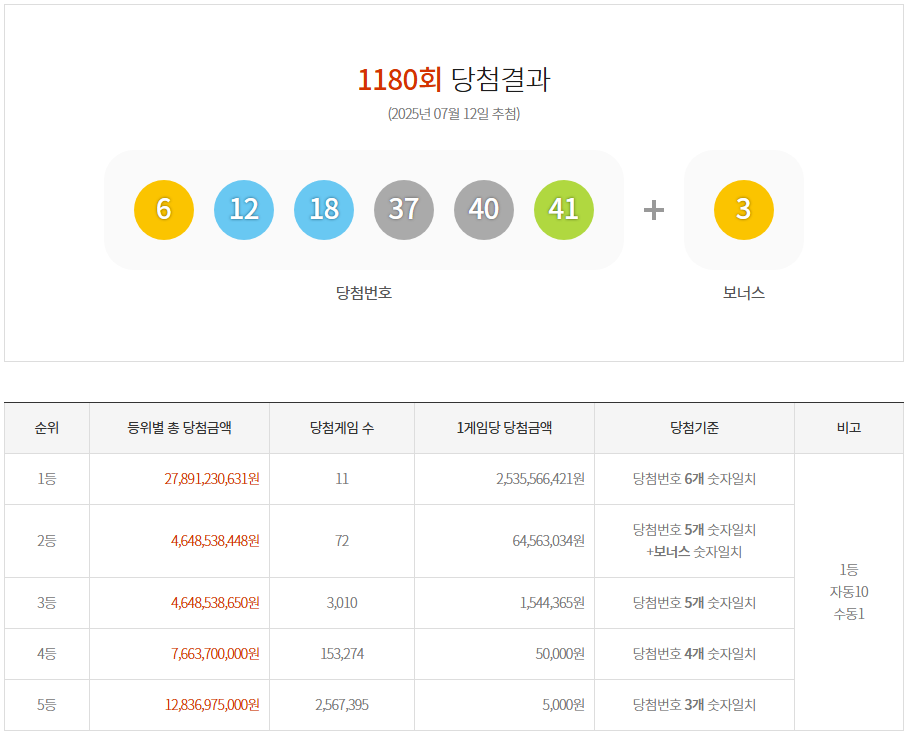 1180회 당첨결과
(2025년 07월 12일 추첨)
6 12 18 37 40 41 + 3
당첨번호 보너스
순위 등위별 총 당첨금액 당첨게임 수 1게임당 당첨금액 당첨기준 비고
1등 27,891,230,631원 11 2,535,566,421원 당첨번호 6개 숫자일치
2등 4,648,538,448원 72 64,563,034원 당첨번호 5개 숫자일치
+보너스 숫자일치
3등 4,648,538,650원 3,010 1,544,365원 당첨번호 5개 숫자일치
4등 7,663,700,000원 153,274 50,000원 당첨번호 4개 숫자일치
5등 12,836,975,000원 2,567,395 5,000원 당첨번호 3개 숫자일치
1등
자동10
수동1